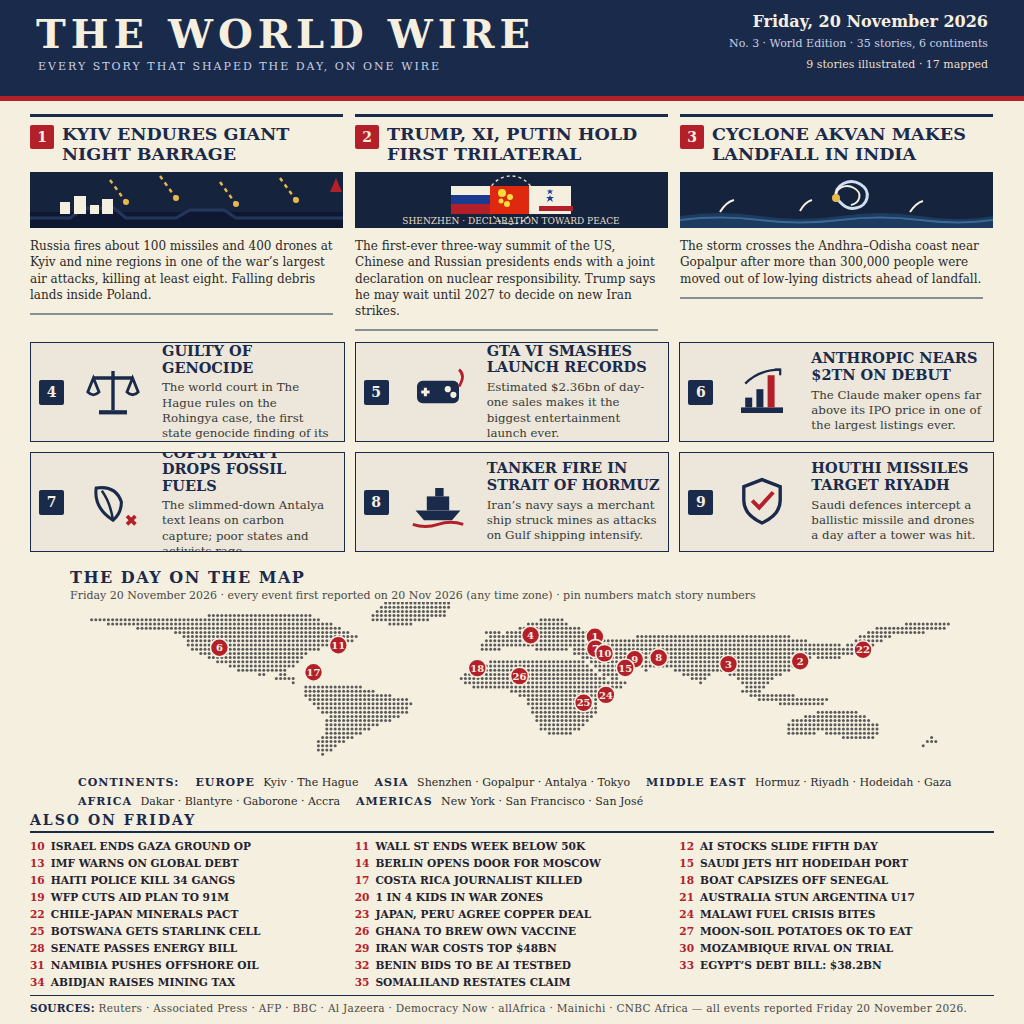 THE WORLD WIRE
EVERY STORY THAT SHAPED THE DAY, ON ONE WIRE
Friday, 20 November 2026
No. 3 · World Edition · 35 stories, 6 continents
9 stories illustrated · 17 mapped
1 KYIV ENDURES GIANT
NIGHT BARRAGE
Russia fires about 100 missiles and 400 drones at
Kyiv and nine regions in one of the war’s largest
air attacks, killing at least eight. Falling debris
lands inside Poland.
2 TRUMP, XI, PUTIN HOLD
FIRST TRILATERAL
SHENZHEN · DECLARATION TOWARD PEACE
The first-ever three-way summit of the US,
Chinese and Russian presidents ends with a joint
declaration on nuclear responsibility. Trump says
he may wait until 2027 to decide on new Iran
strikes.
3 CYCLONE AKVAN MAKES
LANDFALL IN INDIA
The storm crosses the Andhra–Odisha coast near
Gopalpur after more than 300,000 people were
moved out of low-lying districts ahead of landfall.
4
GUILTY OF
GENOCIDE
The world court in The
Hague rules on the
Rohingya case, the first
state genocide finding of its
5
GTA VI SMASHES
LAUNCH RECORDS
Estimated $2.36bn of day-
one sales makes it the
biggest entertainment
launch ever.
6
ANTHROPIC NEARS
$2TN ON DEBUT
The Claude maker opens far
above its IPO price in one of
the largest listings ever.
7
COP31 DRAFT
DROPS FOSSIL
FUELS
The slimmed-down Antalya
text leans on carbon
capture; poor states and
activists rage.
8
TANKER FIRE IN
STRAIT OF HORMUZ
Iran’s navy says a merchant
ship struck mines as attacks
on Gulf shipping intensify.
9
HOUTHI MISSILES
TARGET RIYADH
Saudi defences intercept a
ballistic missile and drones
a day after a tower was hit.
THE DAY ON THE MAP
Friday 20 November 2026 · every event first reported on 20 Nov 2026 (any time zone) · pin numbers match story numbers
6
11
17
4
1
7
10
9
8
15
18
26
25
24
3
2
22
CONTINENTS: EUROPE Kyiv · The Hague ASIA Shenzhen · Gopalpur · Antalya · Tokyo MIDDLE EAST Hormuz · Riyadh · Hodeidah · Gaza
AFRICA Dakar · Blantyre · Gaborone · Accra AMERICAS New York · San Francisco · San José
ALSO ON FRIDAY
10 ISRAEL ENDS GAZA GROUND OP
11 WALL ST ENDS WEEK BELOW 50K
12 AI STOCKS SLIDE FIFTH DAY
13 IMF WARNS ON GLOBAL DEBT
14 BERLIN OPENS DOOR FOR MOSCOW
15 SAUDI JETS HIT HODEIDAH PORT
16 HAITI POLICE KILL 34 GANGS
17 COSTA RICA JOURNALIST KILLED
18 BOAT CAPSIZES OFF SENEGAL
19 WFP CUTS AID PLAN TO 91M
20 1 IN 4 KIDS IN WAR ZONES
21 AUSTRALIA STUN ARGENTINA U17
22 CHILE-JAPAN MINERALS PACT
23 JAPAN, PERU AGREE COPPER DEAL
24 MALAWI FUEL CRISIS BITES
25 BOTSWANA GETS STARLINK CELL
26 GHANA TO BREW OWN VACCINE
27 MOON-SOIL POTATOES OK TO EAT
28 SENATE PASSES ENERGY BILL
29 IRAN WAR COSTS TOP $48BN
30 MOZAMBIQUE RIVAL ON TRIAL
31 NAMIBIA PUSHES OFFSHORE OIL
32 BENIN BIDS TO BE AI TESTBED
33 EGYPT’S DEBT BILL: $38.2BN
34 ABIDJAN RAISES MINING TAX
35 SOMALILAND RESTATES CLAIM
SOURCES: Reuters · Associated Press · AFP · BBC · Al Jazeera · Democracy Now · allAfrica · Mainichi · CNBC Africa — all events reported Friday 20 November 2026.